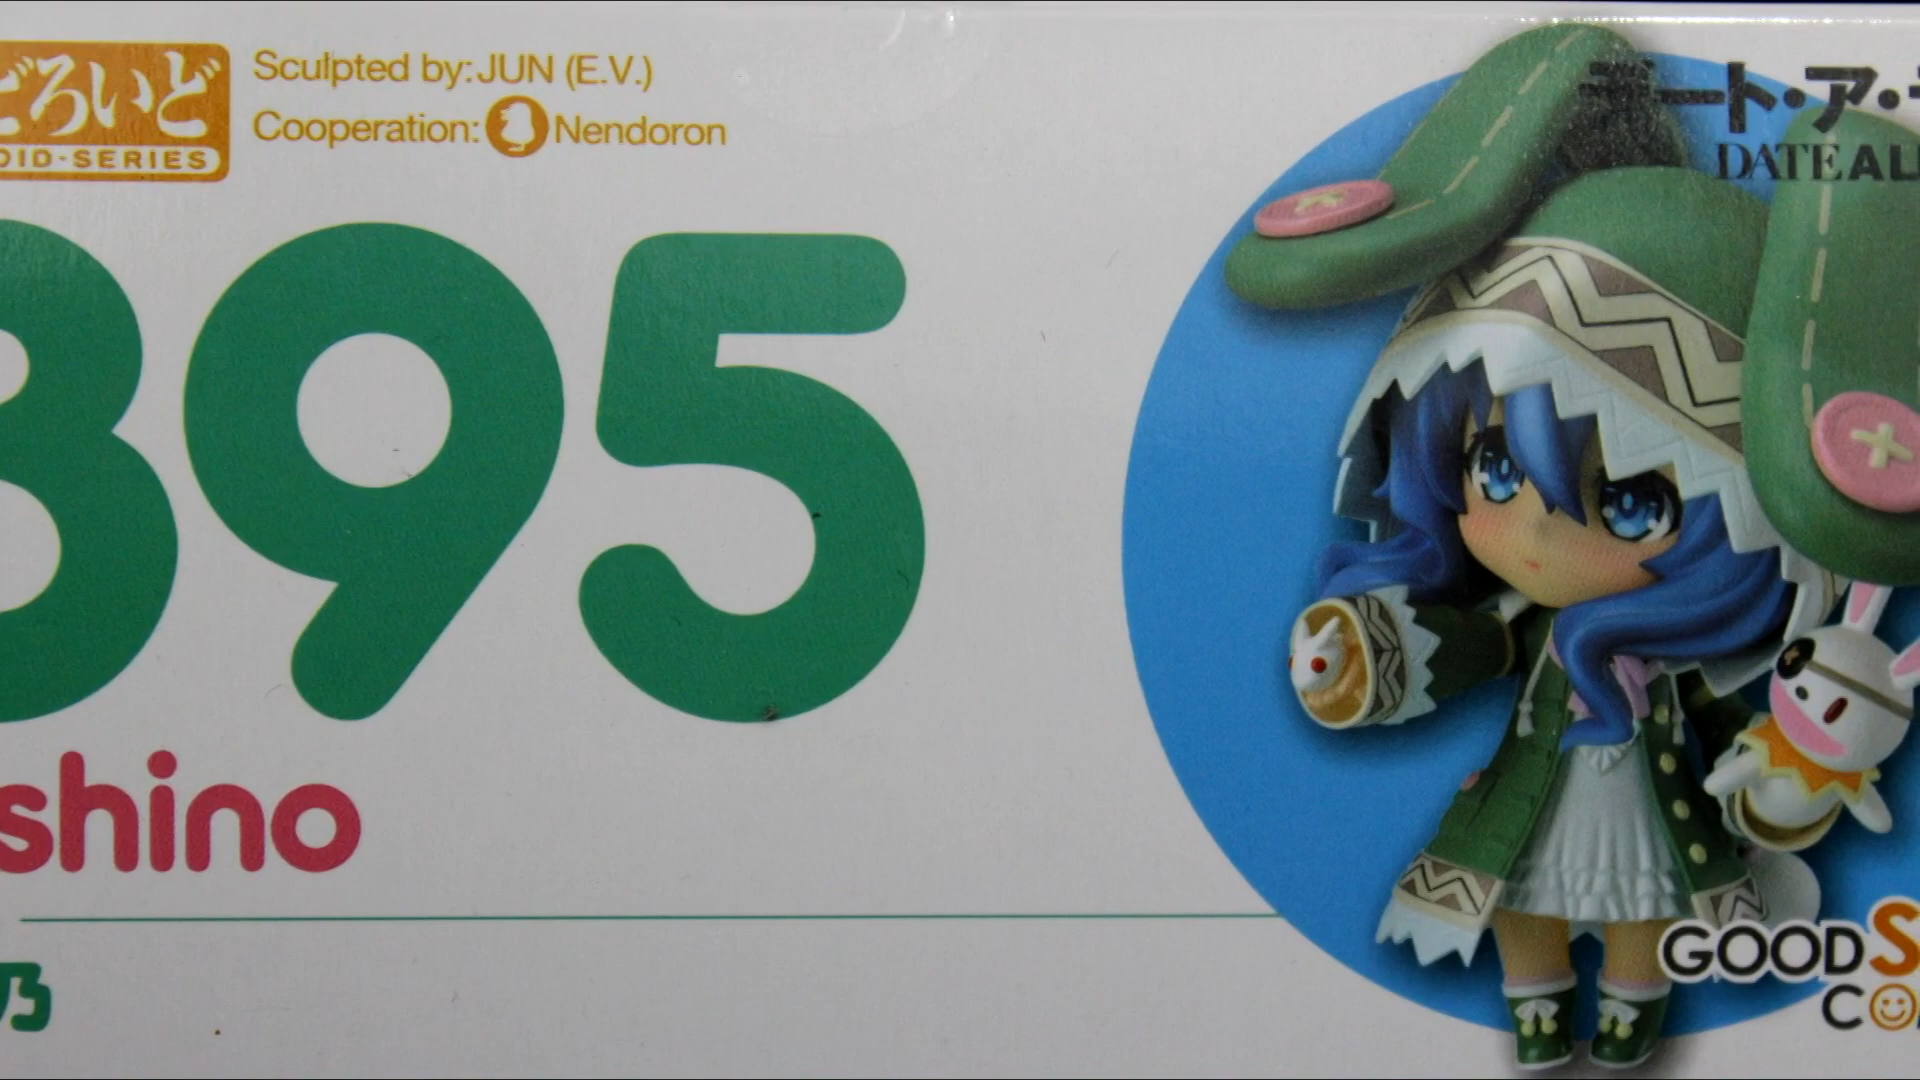 どろいど
OID·SERIES
Sculpted by: JUN (E.V.)
Cooperation: Nendoron
デート・ア・
DATE AL
395
shino
乃
GOOD S
CO